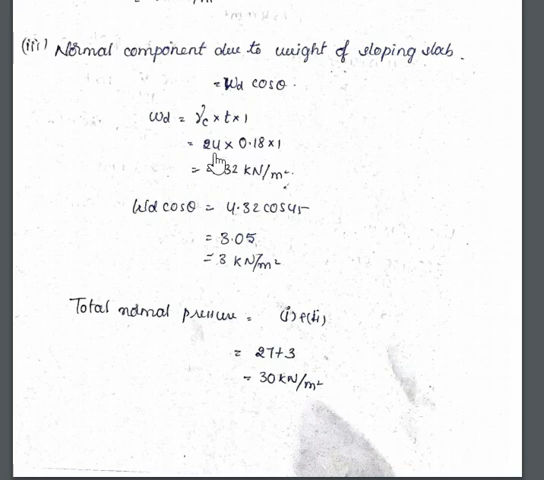 (iii) Normal component due to weight of sloping slab.
= Wd cosθ.
Wd = γc × t × 1
= 24 × 0.18 × 1
= 32 kN/m².
Wd cosθ = 4.32 cos45
= 3.05
= 3 kN/m²
Total normal pressure =
= 27+3
= 30 kN/m²